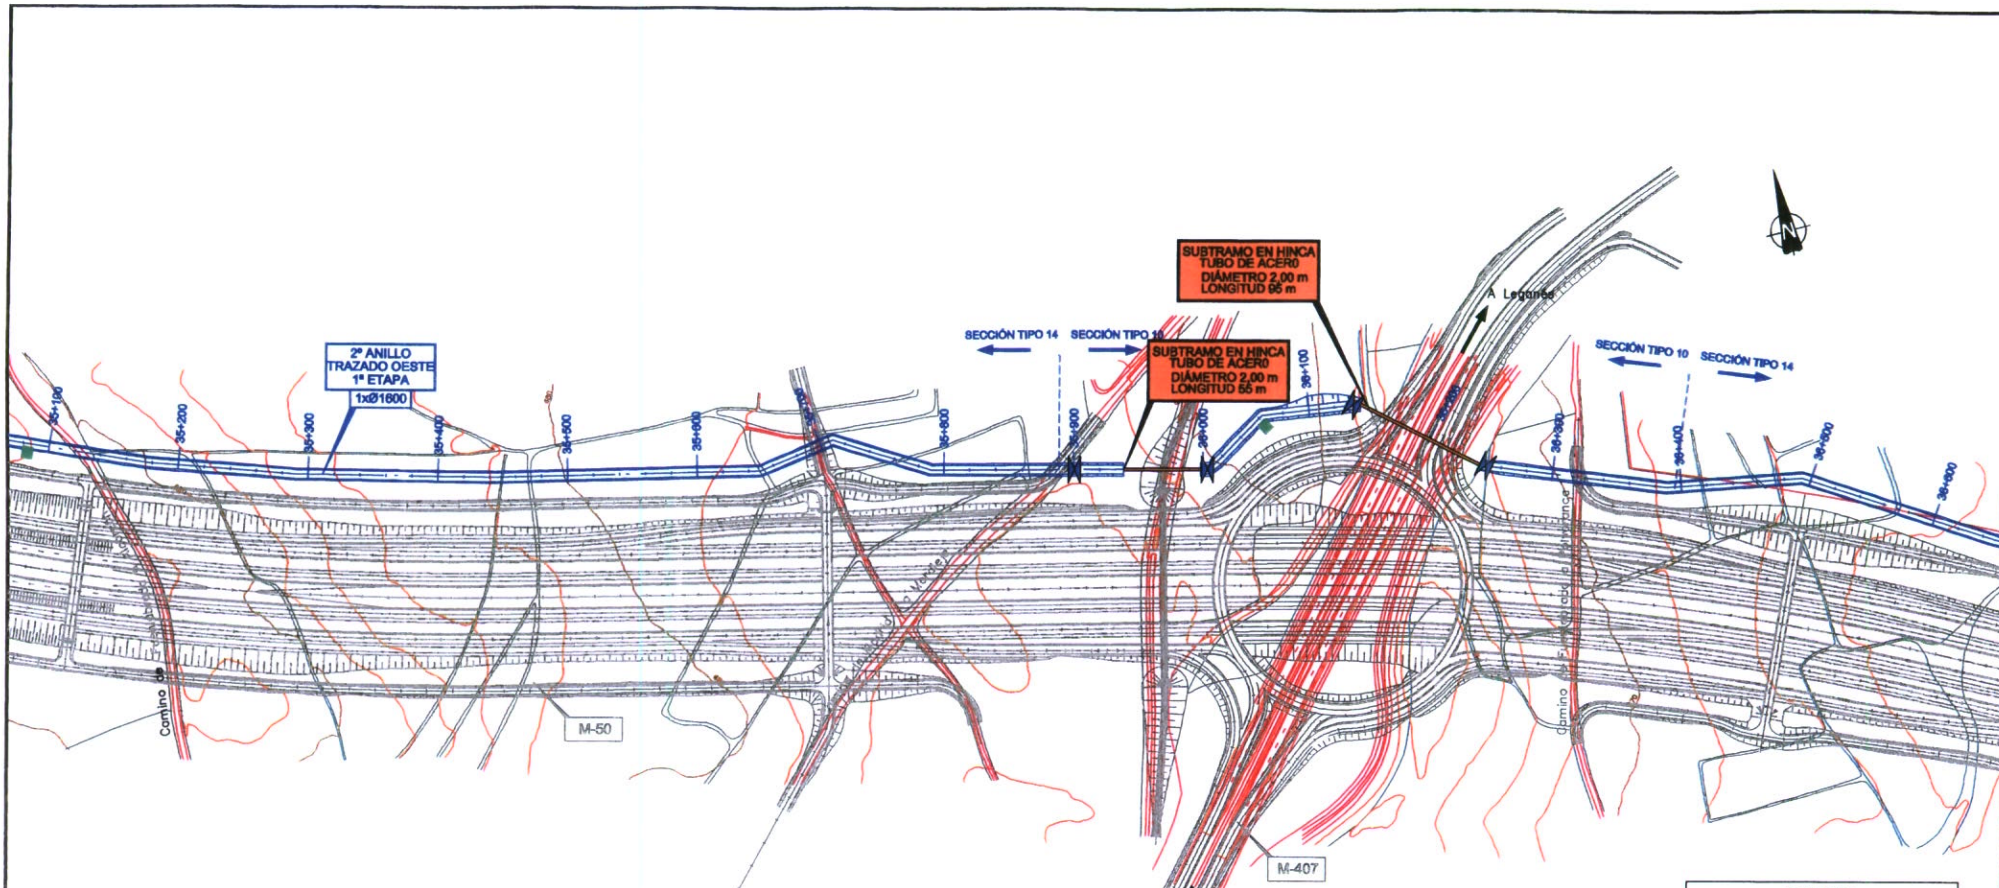 SUBTRAMO EN HINCA
TUBO DE ACERO
DIÁMETRO 2,00 m
LONGITUD 95 m
A Leganés
SECCIÓN TIPO 14
SECCIÓN TIPO 10
SUBTRAMO EN HINCA
TUBO DE ACERO
DIÁMETRO 2,00 m
LONGITUD 55 m
SECCIÓN TIPO 10
SECCIÓN TIPO 14
2º ANILLO
TRAZADO OESTE
1ª ETAPA
1xØ1600
35+100
35+200
35+300
35+400
35+500
35+600
35+800
35+900
36+000
36+100
36+300
36+400
36+500
36+600
N
Camino de
M-50
M-407